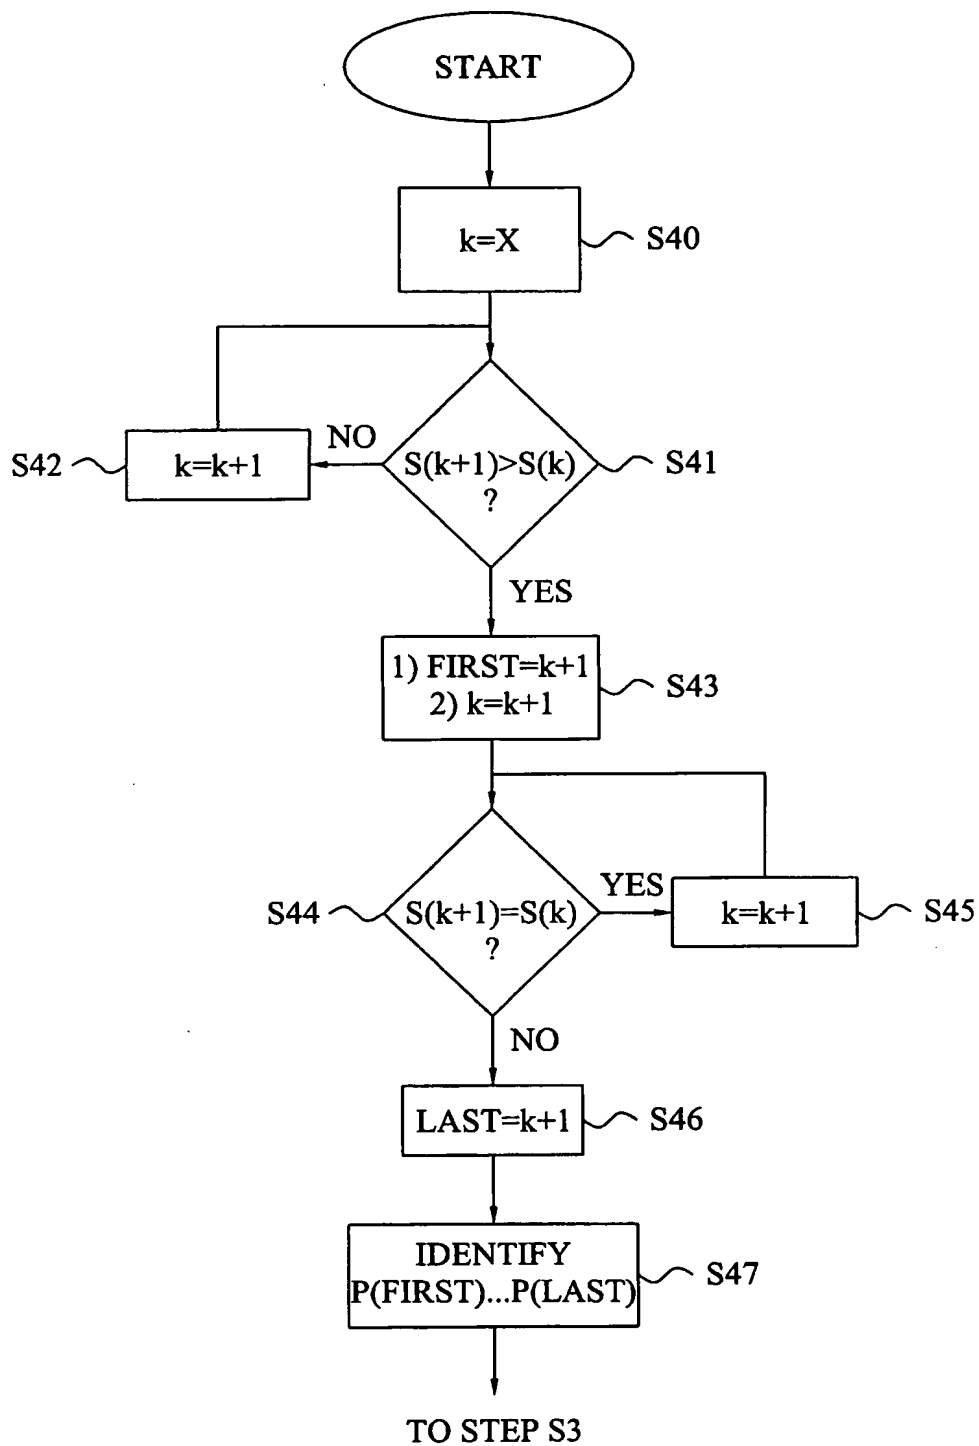 START
k=X
S40
S42
k=k+1
NO
S(k+1)>S(k)
?
S41
YES
1) FIRST=k+1
2) k=k+1
S43
S44
S(k+1)=S(k)
?
YES
k=k+1
S45
NO
LAST=k+1
S46
IDENTIFY
P(FIRST)...P(LAST)
S47
TO STEP S3